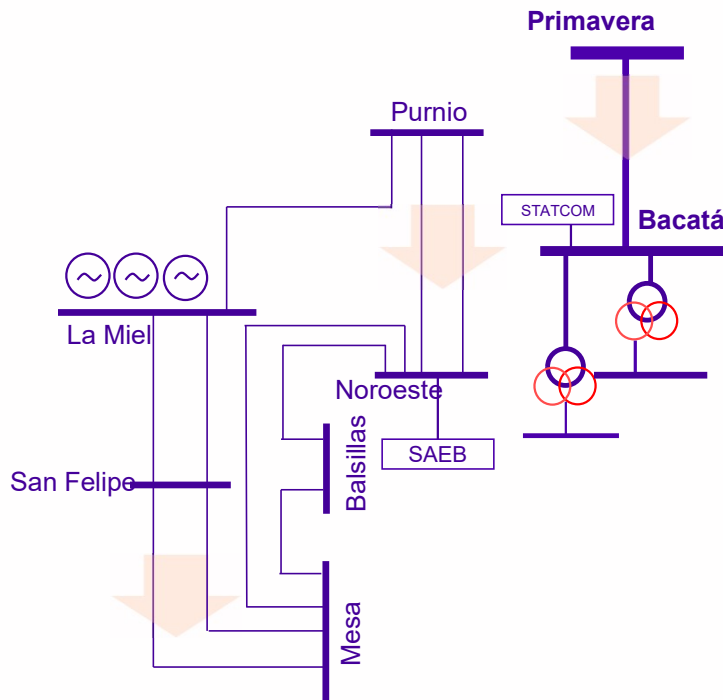 Primavera
Purnio
STATCOM
Bacatá
La Miel
Noroeste
SAEB
Balsillas
San Felipe
Mesa